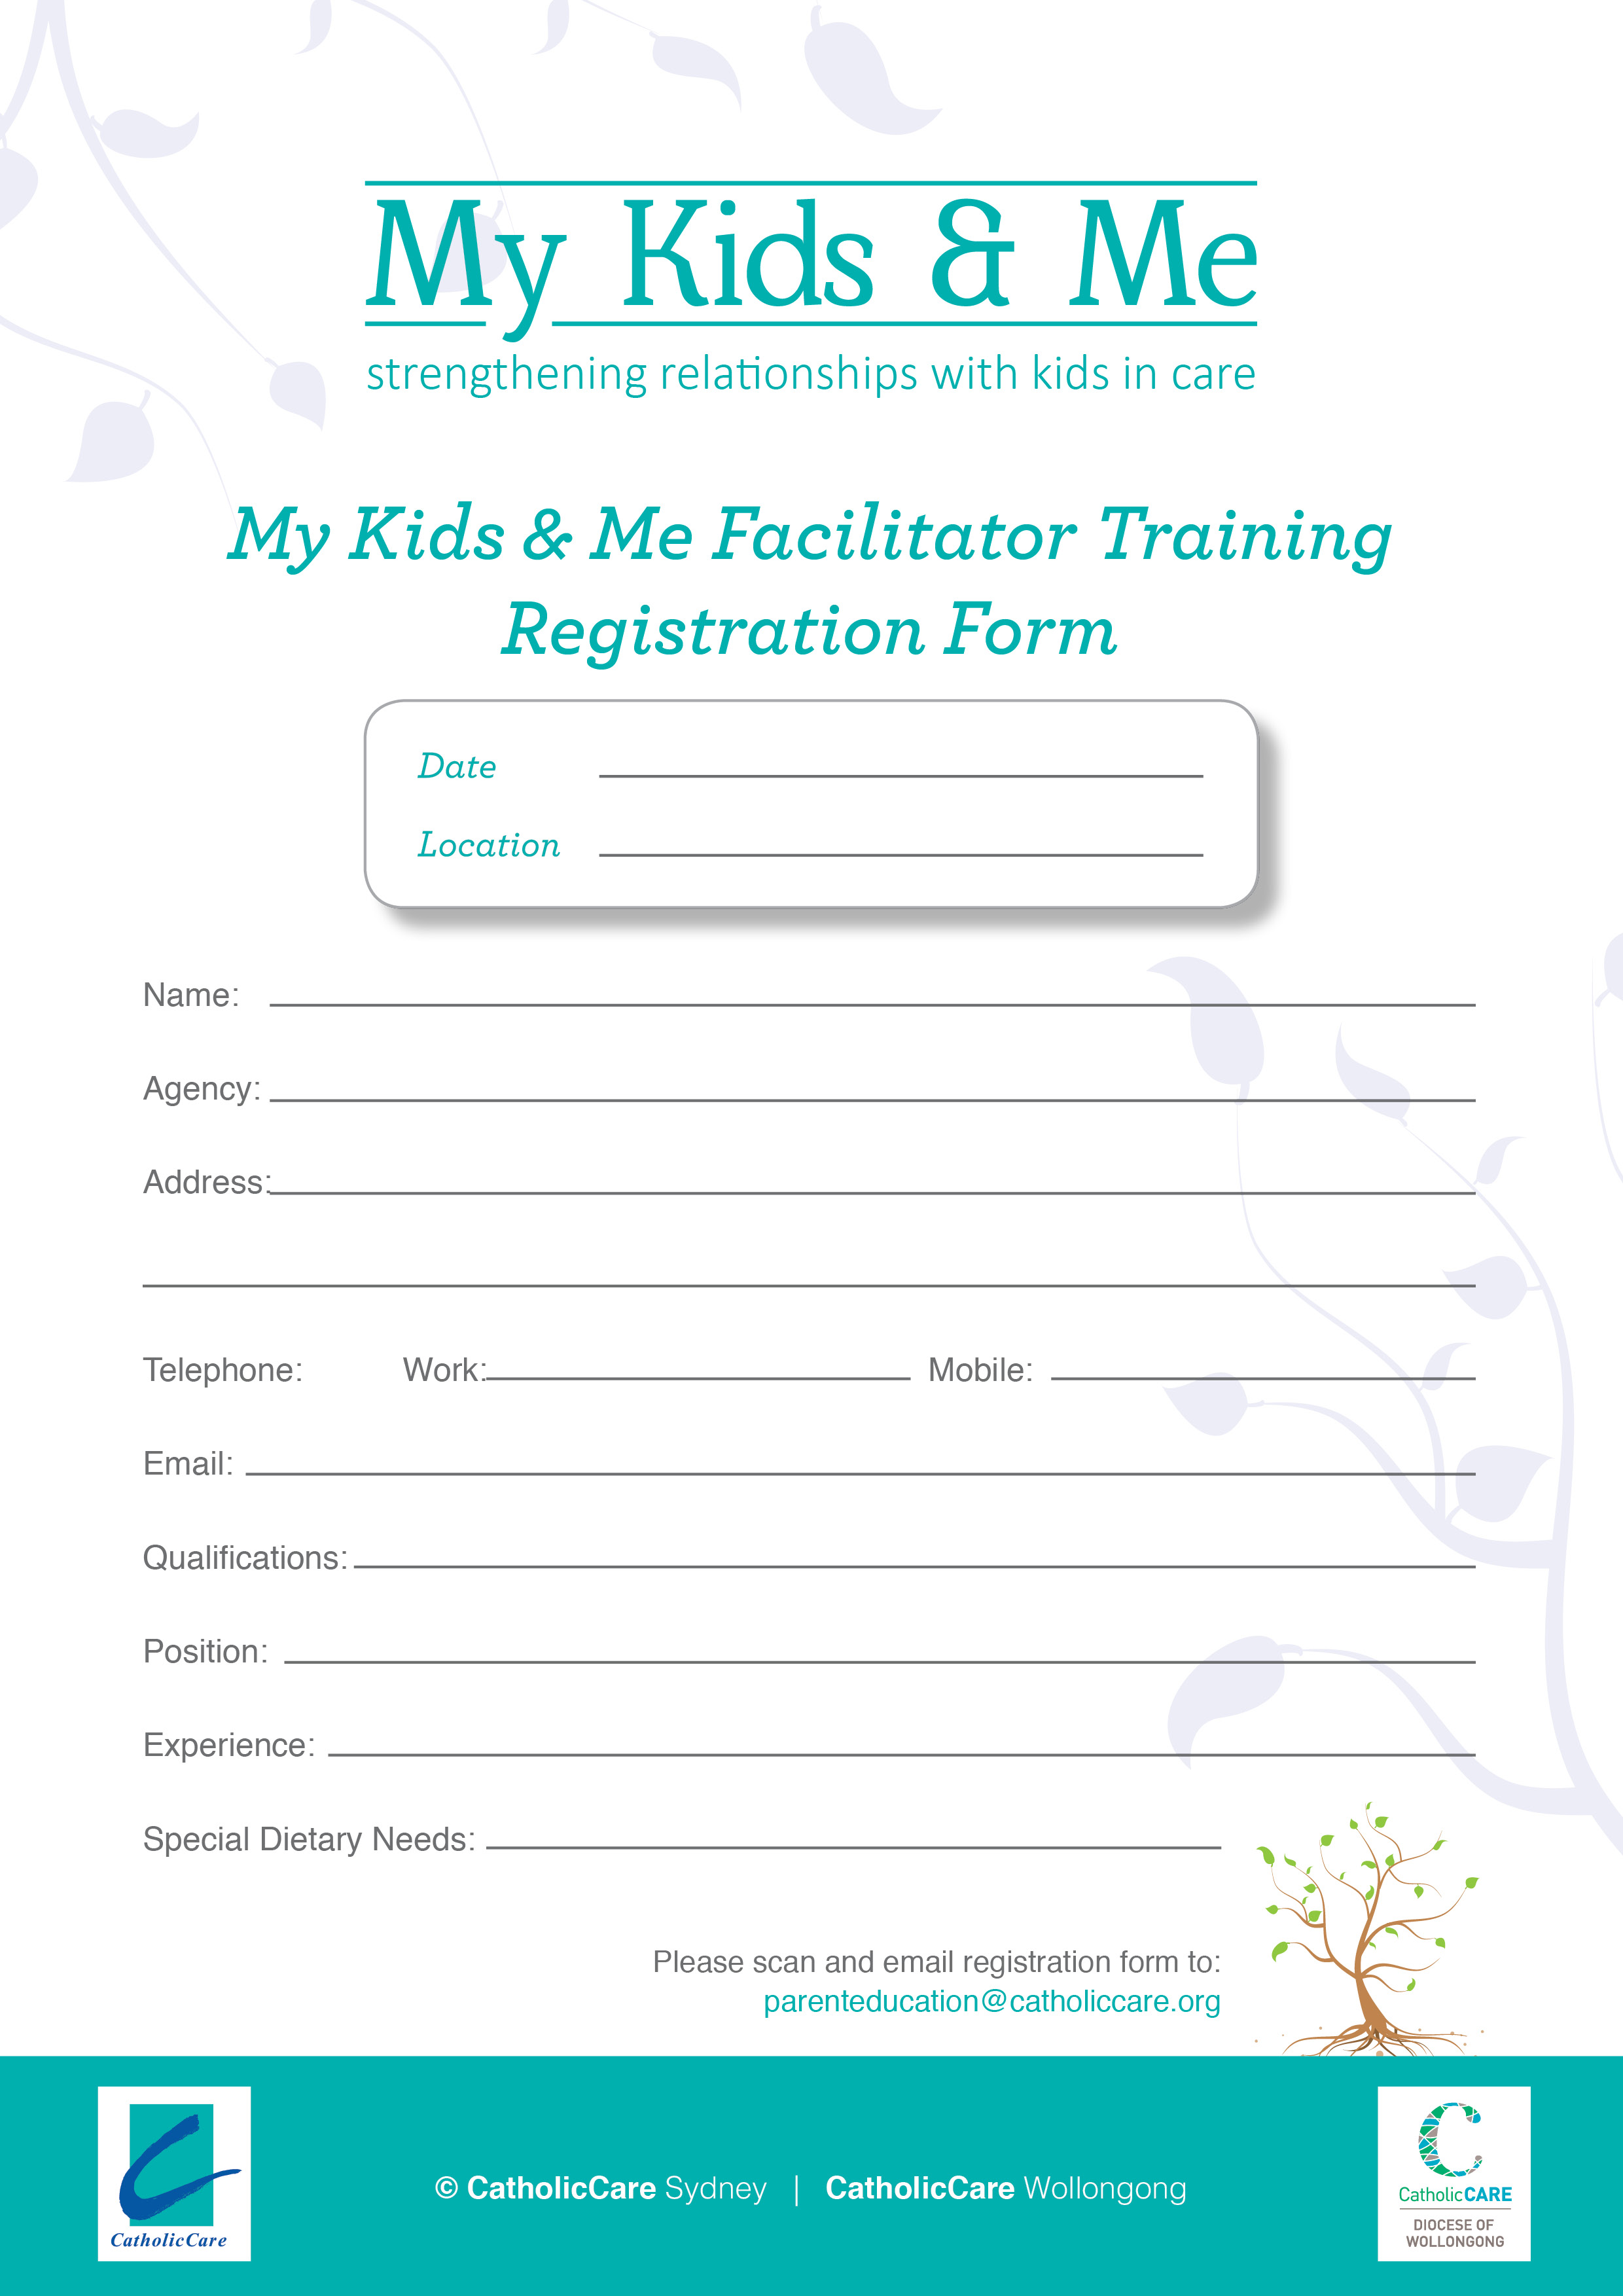 My Kids & Me
strengthening relationships with kids in care
My Kids & Me Facilitator Training
Registration Form
Date
Location
Name:
Agency:
Address:
Telephone: Work: Mobile:
Email:
Qualifications:
Position:
Experience:
Special Dietary Needs:
Please scan and email registration form to:
parenteducation@catholiccare.org
CatholicCare
© CatholicCare Sydney | CatholicCare Wollongong
CatholicCARE
DIOCESE OF
WOLLONGONG